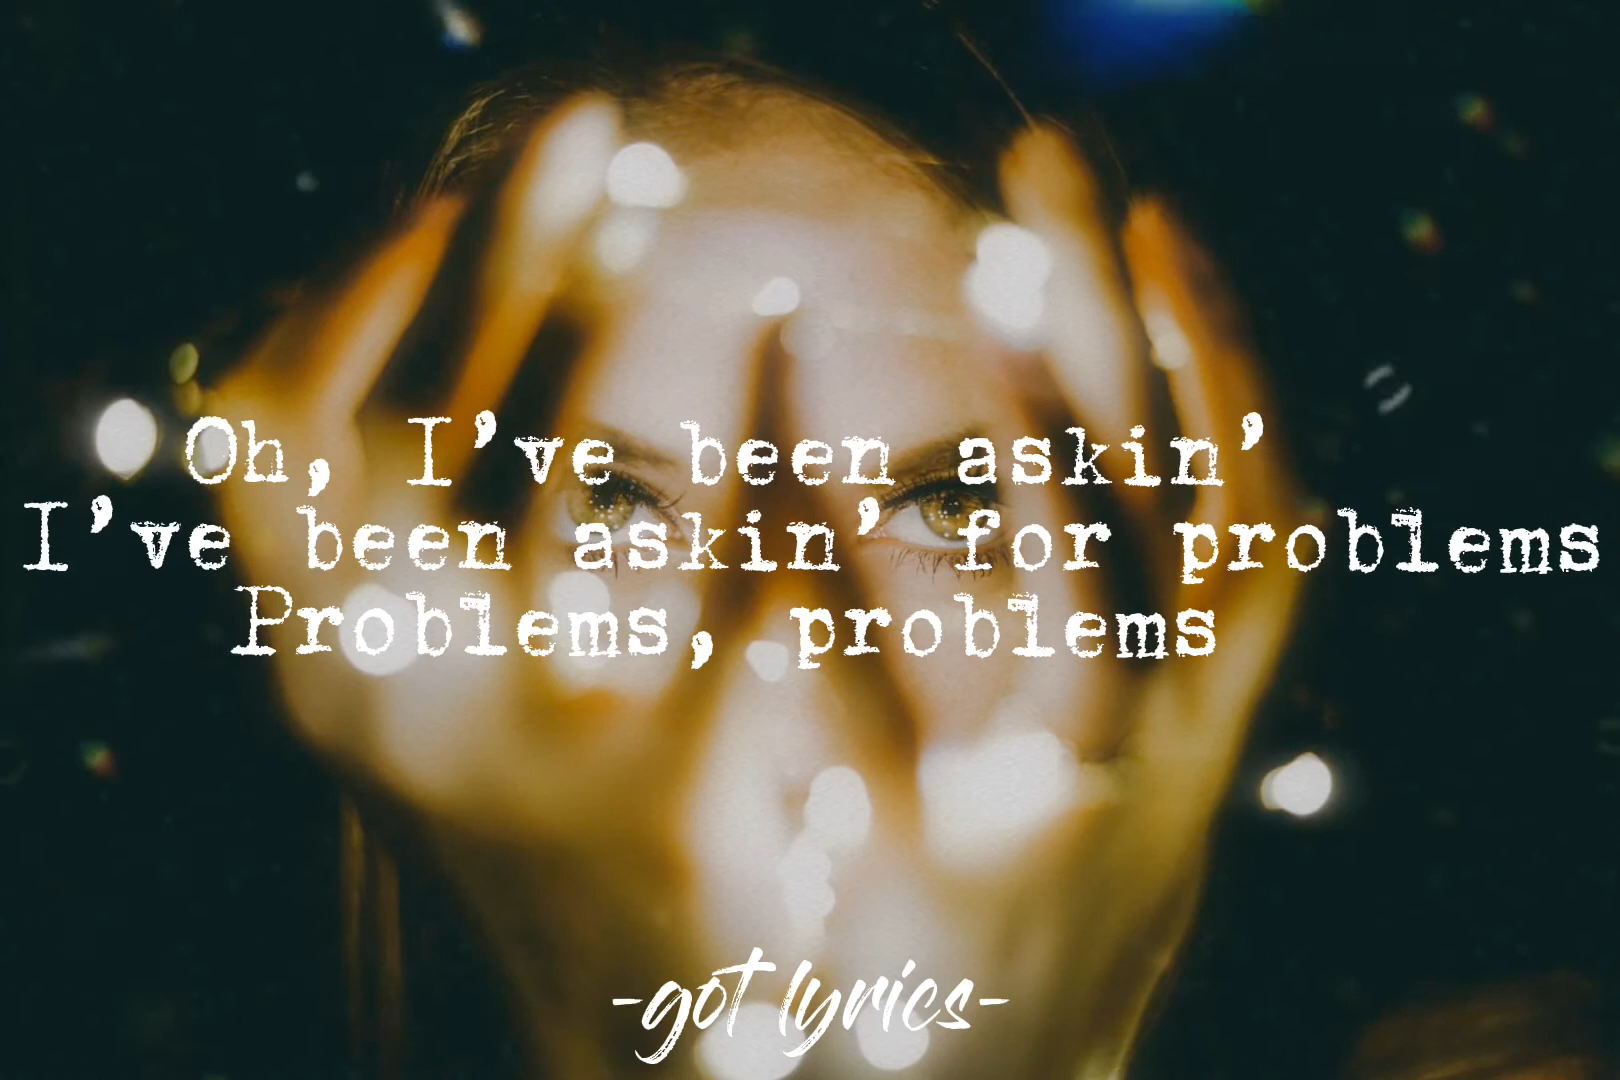 Oh, I've been askin'
I've been askin' for problems
Problems, problems
-got lyrics-